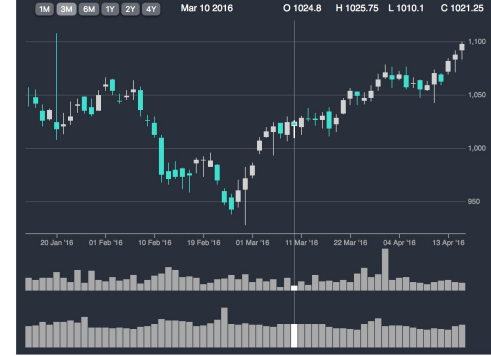 1M 3M 6M 1Y 2Y 4Y Mar 10 2016 O 1024.8 H 1025.75 L 1010.1 C 1021.25
1,100
1,050
1,000
950
20 Jan '16 01 Feb '16 10 Feb '16 19 Feb '16 01 Mar '16 11 Mar '16 22 Mar '16 04 Apr '16 13 Apr '16